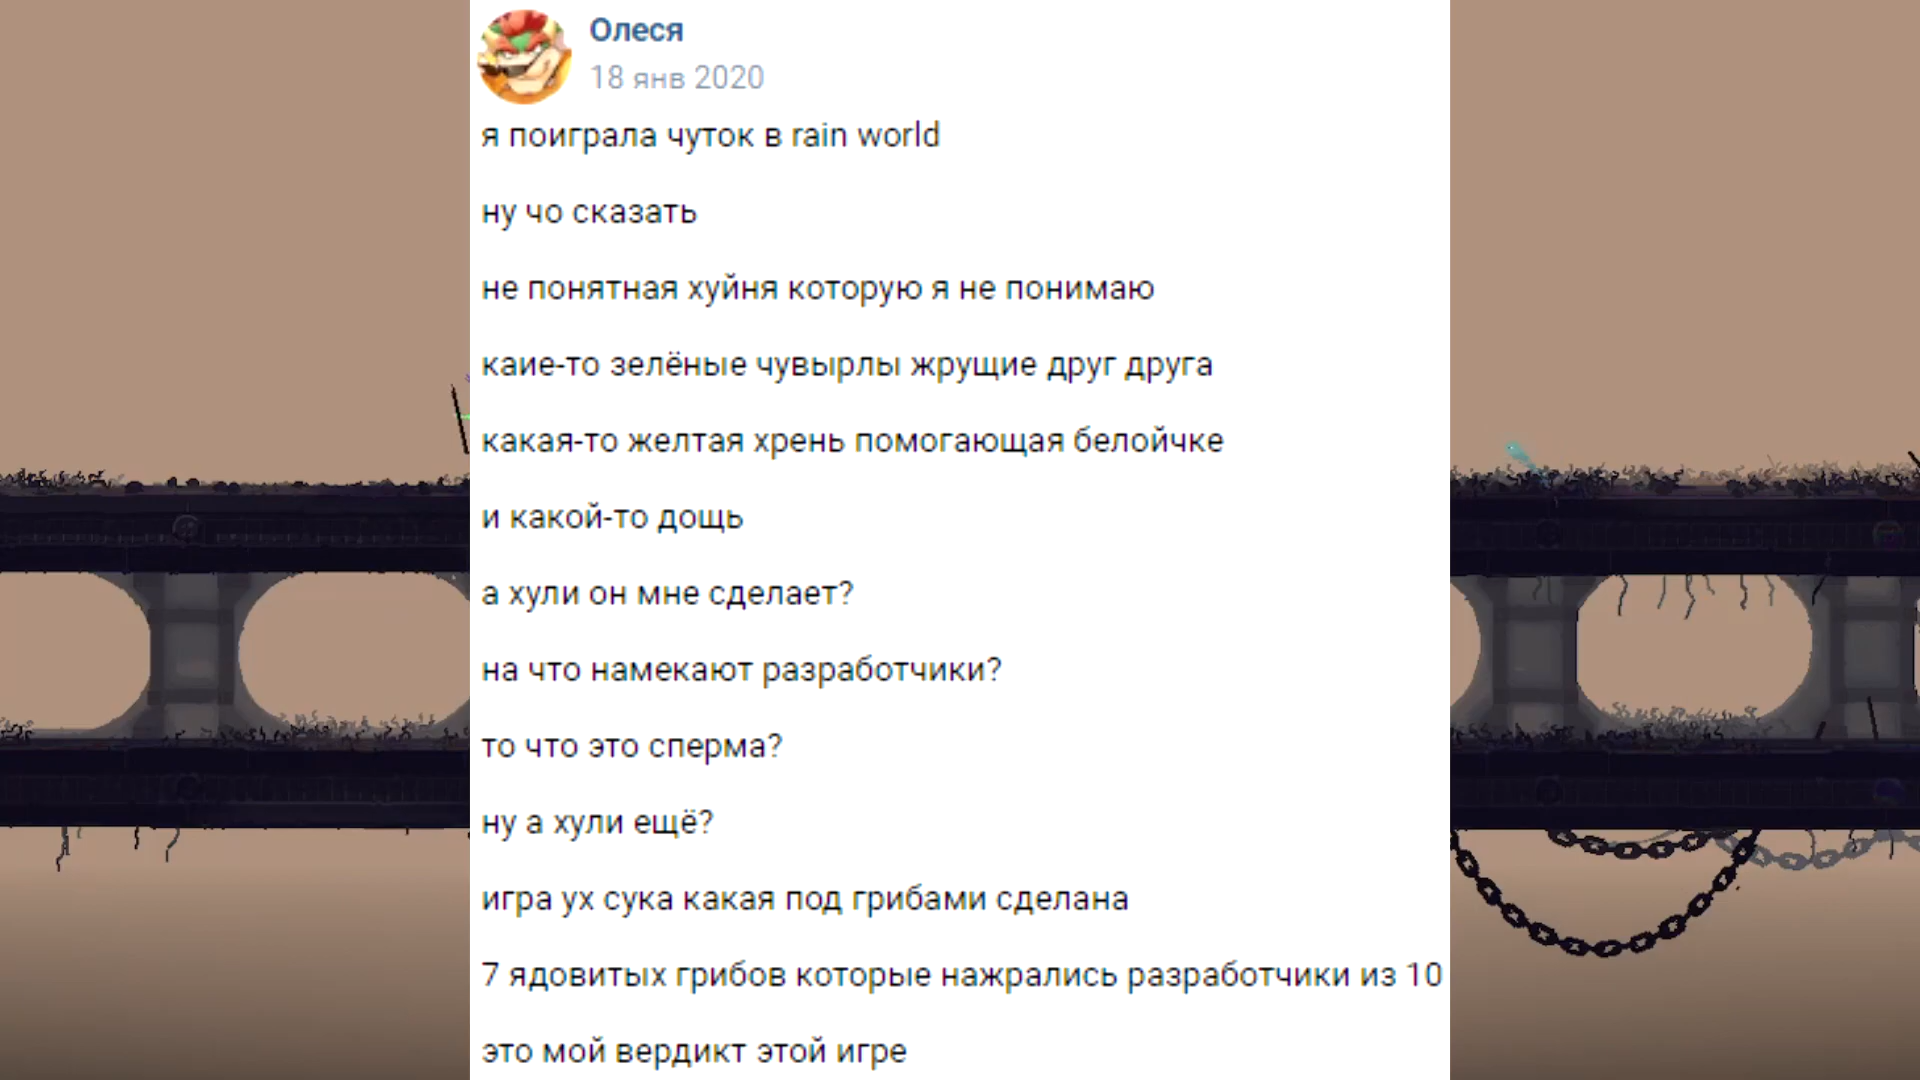 Олеся
18 янв 2020
я поиграла чуток в rain world
ну чо сказать
не понятная хуйня которую я не понимаю
каие-то зелёные чувырлы жрущие друг друга
какая-то желтая хрень помогающая белойчке
и какой-то дощь
а хули он мне сделает?
на что намекают разработчики?
то что это сперма?
ну а хули ещё?
игра ух сука какая под грибами сделана
7 ядовитых грибов которые нажрались разработчики из 10
это мой вердикт этой игре